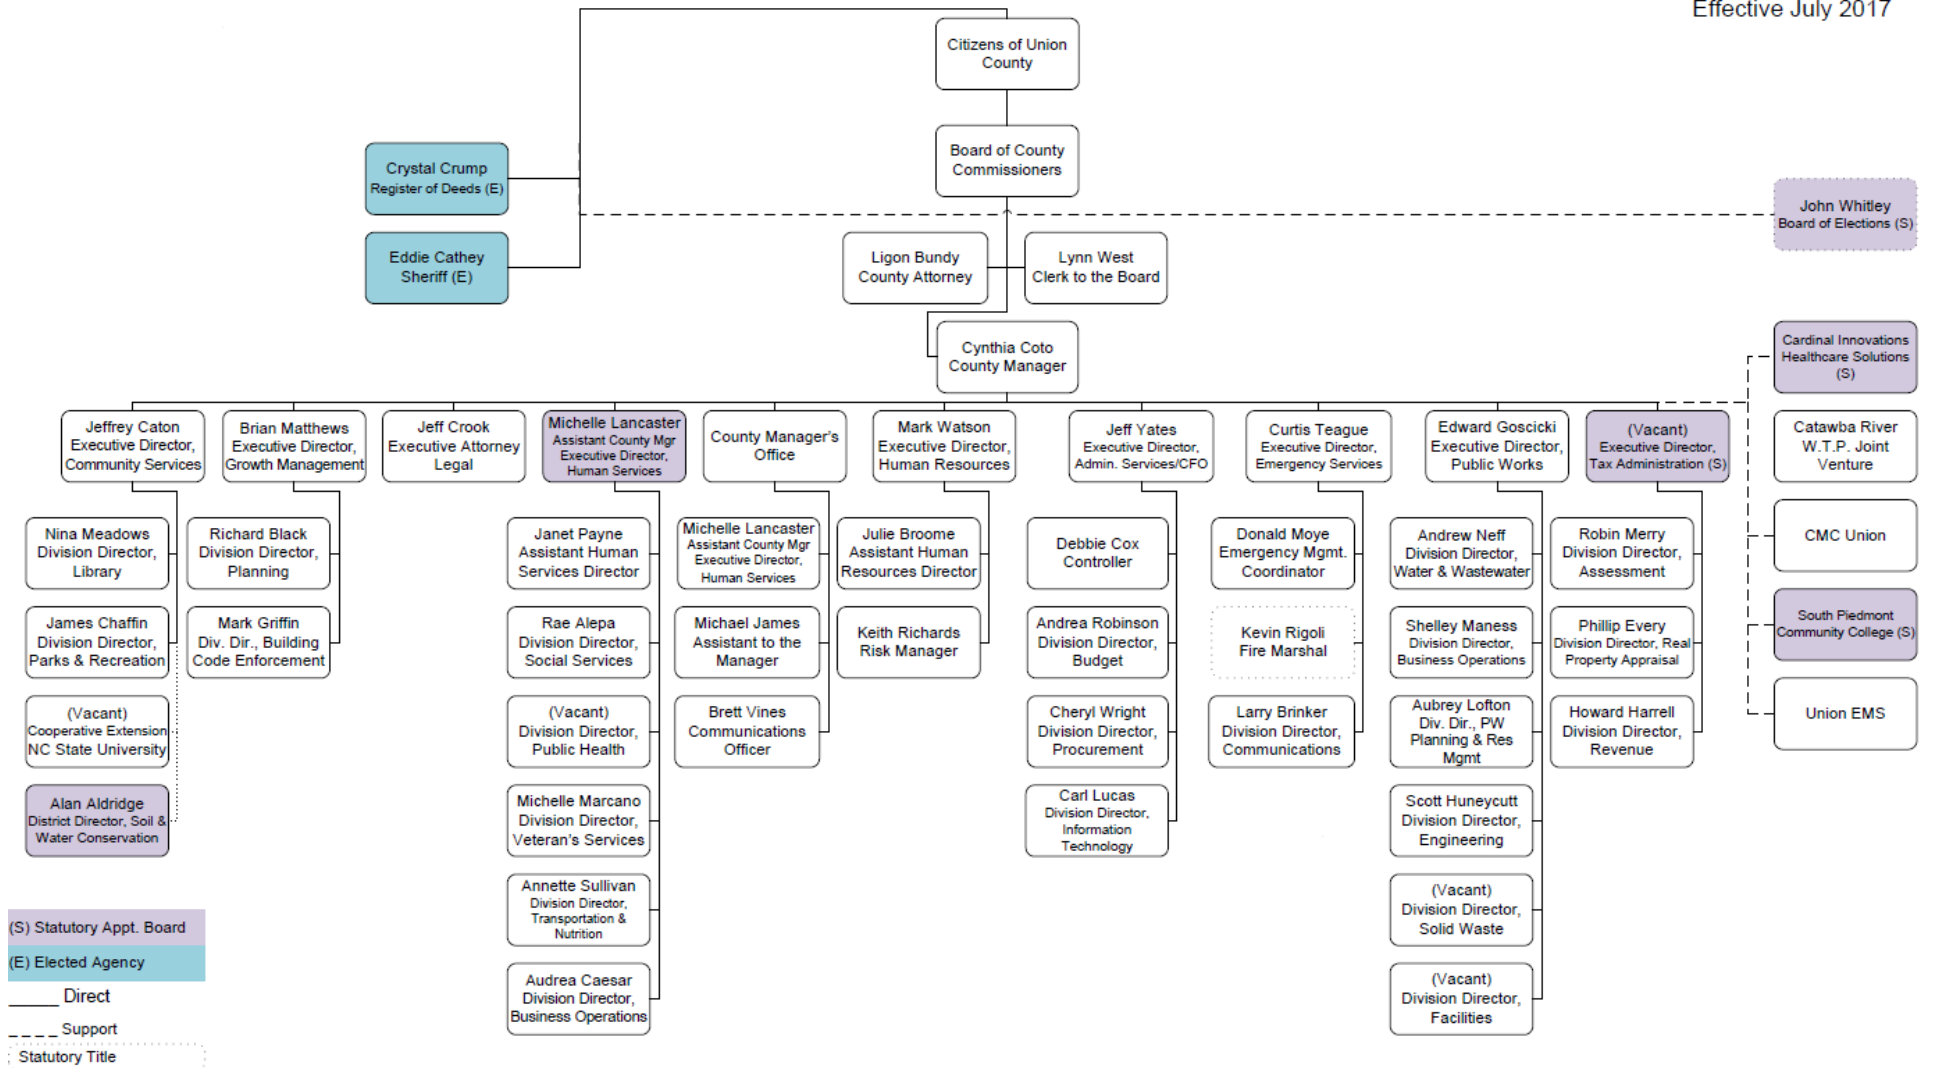 Effective July 2017
Citizens of Union
County
Board of County
Commissioners
Crystal Crump
Register of Deeds (E)
John Whitley
Board of Elections (S)
Eddie Cathey
Sheriff (E)
Ligon Bundy
County Attorney
Lynn West
Clerk to the Board
Cynthia Coto
County Manager
Cardinal Innovations
Healthcare Solutions
(S)
Catawba River
W.T.P. Joint
Venture
CMC Union
South Piedmont
Community College (S)
Union EMS
Jeffrey Caton
Executive Director,
Community Services
Brian Matthews
Executive Director,
Growth Management
Jeff Crook
Executive Attorney
Legal
Michelle Lancaster
Assistant County Mgr
Executive Director,
Human Services
County Manager's
Office
Mark Watson
Executive Director,
Human Resources
Jeff Yates
Executive Director,
Admin. Services/CFO
Curtis Teague
Executive Director,
Emergency Services
Edward Goscicki
Executive Director,
Public Works
(Vacant)
Executive Director,
Tax Administration (S)
Nina Meadows
Division Director,
Library
James Chaffin
Division Director,
Parks & Recreation
(Vacant)
Cooperative Extension
NC State University
Alan Aldridge
District Director, Soil &
Water Conservation
Richard Black
Division Director,
Planning
Mark Griffin
Div. Dir., Building
Code Enforcement
Janet Payne
Assistant Human
Services Director
Rae Alepa
Division Director,
Social Services
(Vacant)
Division Director,
Public Health
Michelle Marcano
Division Director,
Veteran's Services
Annette Sullivan
Division Director,
Transportation &
Nutrition
Audrea Caesar
Division Director,
Business Operations
Michelle Lancaster
Assistant County Mgr
Executive Director,
Human Services
Michael James
Assistant to the
Manager
Brett Vines
Communications
Officer
Julie Broome
Assistant Human
Resources Director
Keith Richards
Risk Manager
Debbie Cox
Controller
Andrea Robinson
Division Director,
Budget
Cheryl Wright
Division Director,
Procurement
Carl Lucas
Division Director,
Information
Technology
Donald Moye
Emergency Mgmt.
Coordinator
Kevin Rigoli
Fire Marshal
Larry Brinker
Division Director,
Communications
Andrew Neff
Division Director,
Water & Wastewater
Shelley Maness
Division Director,
Business Operations
Aubrey Lofton
Div. Dir., PW
Planning & Res
Mgmt
Scott Huneycutt
Division Director,
Engineering
(Vacant)
Division Director,
Solid Waste
(Vacant)
Division Director,
Facilities
Robin Merry
Division Director,
Assessment
Phillip Every
Division Director, Real
Property Appraisal
Howard Harrell
Division Director,
Revenue
(S) Statutory Appt. Board
(E) Elected Agency
_____ Direct
_ _ _ _ Support
Statutory Title